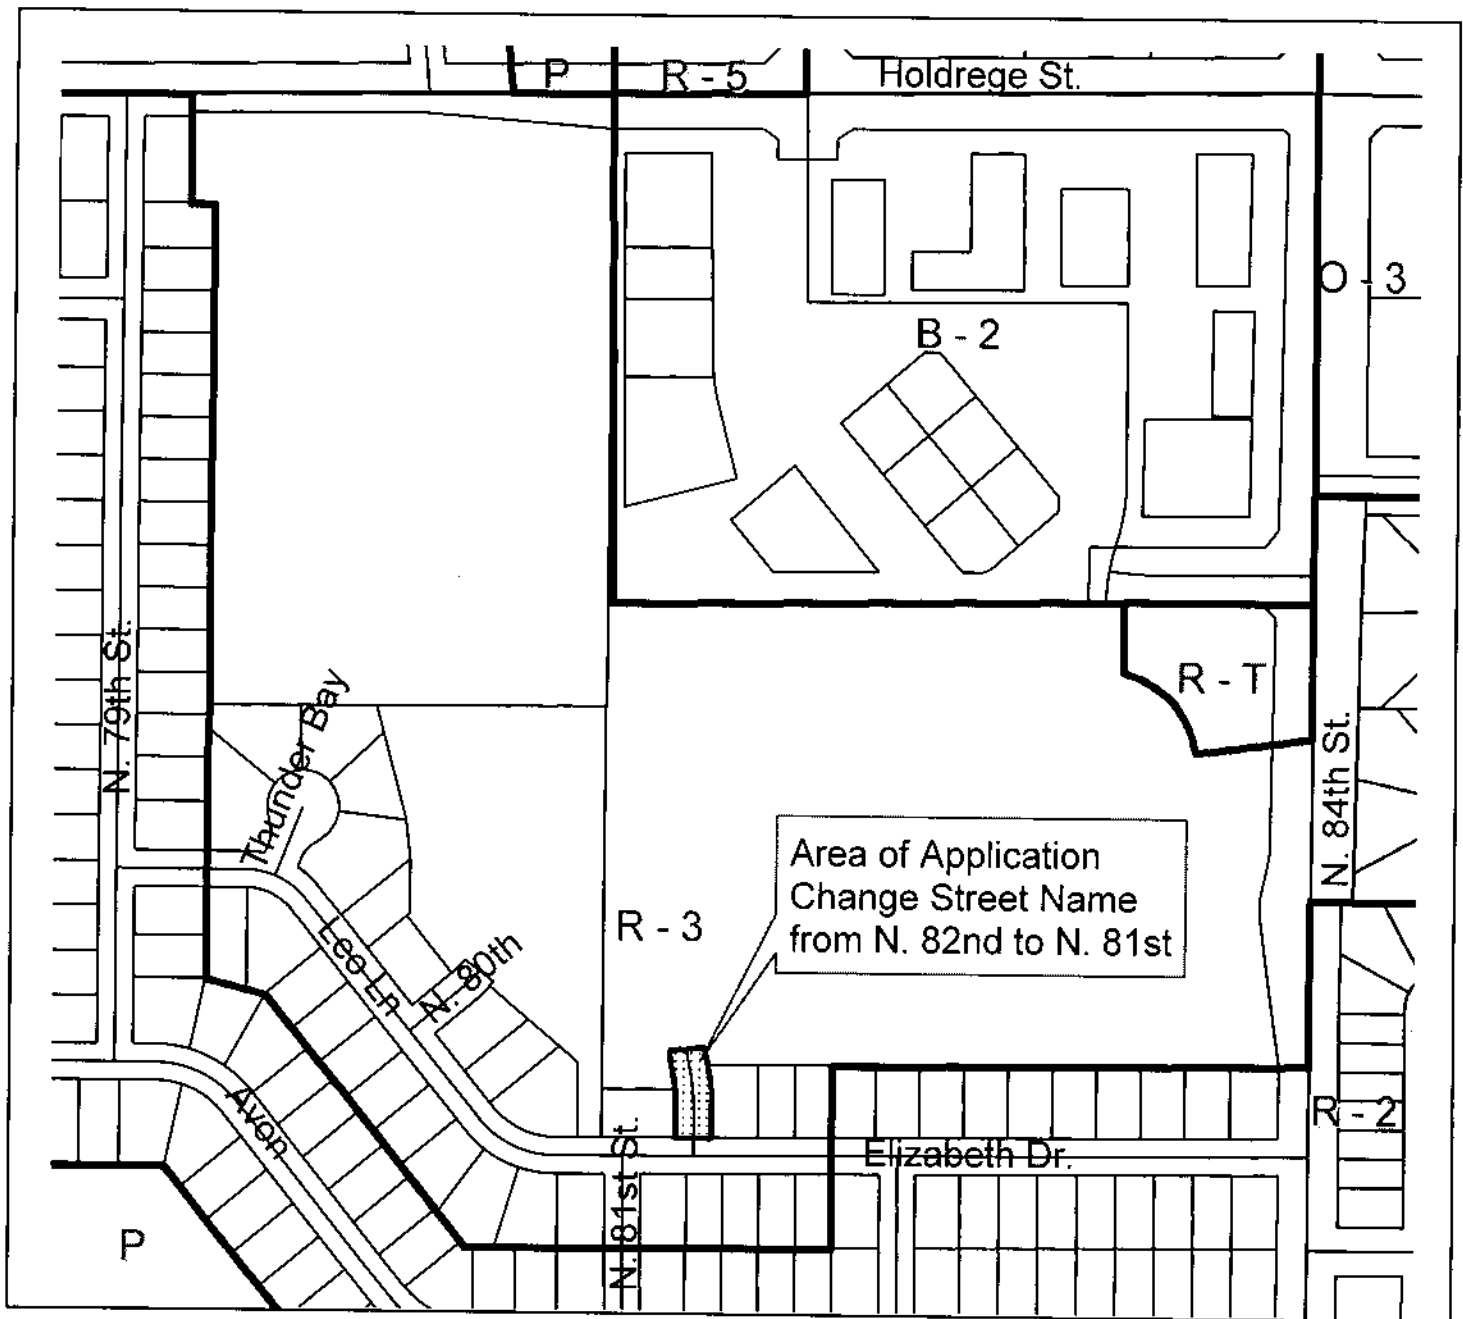 P
R - 5
Holdrege St.
O - 3
B - 2
N. 79th St.
Thunder Bay
R - T
N. 84th St.
Area of Application
Change Street Name
from N. 82nd to N. 81st
R - 3
Leo Ln
N. 80th
Avon
N. 81st St.
Elizabeth Dr.
R - 2
P